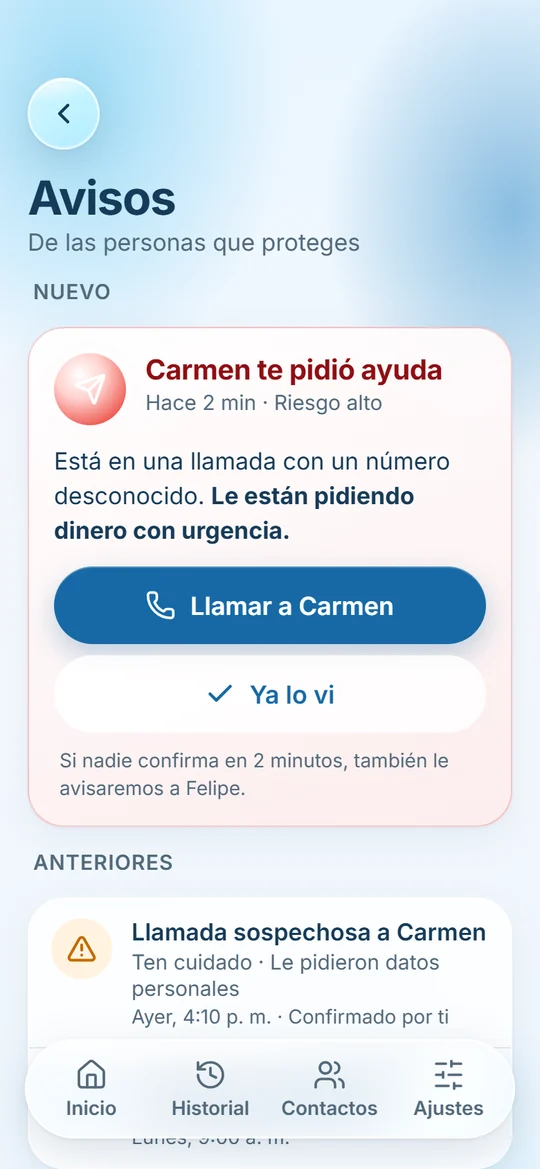 Avisos
De las personas que proteges
NUEVO
Carmen te pidió ayuda
Hace 2 min · Riesgo alto
Está en una llamada con un número
desconocido. Le están pidiendo
dinero con urgencia.
Llamar a Carmen
Ya lo vi
Si nadie confirma en 2 minutos, también le
avisaremos a Felipe.
ANTERIORES
Llamada sospechosa a Carmen
Ten cuidado · Le pidieron datos
personales
Ayer, 4:10 p. m. · Confirmado por ti
Inicio
Historial
Contactos
Ajustes
Lunes, 9:00 a. m.